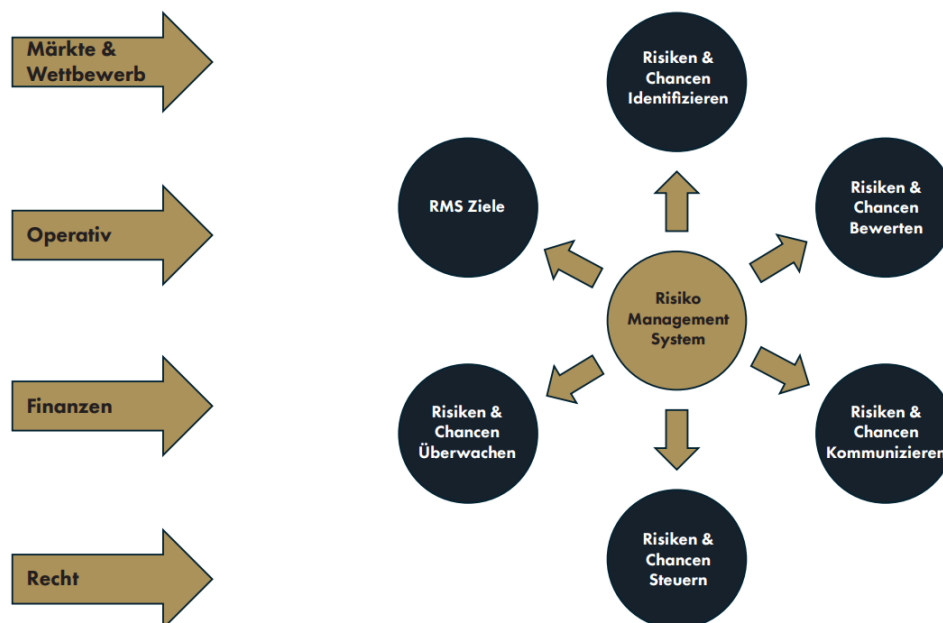 Märkte &
Wettbewerb
Operativ
Finanzen
Recht
Risiken &
Chancen
Identifizieren
RMS Ziele
Risiken &
Chancen
Bewerten
Risiko
Management
System
Risiken &
Chancen
Überwachen
Risiken &
Chancen
Kommunizieren
Risiken &
Chancen
Steuern